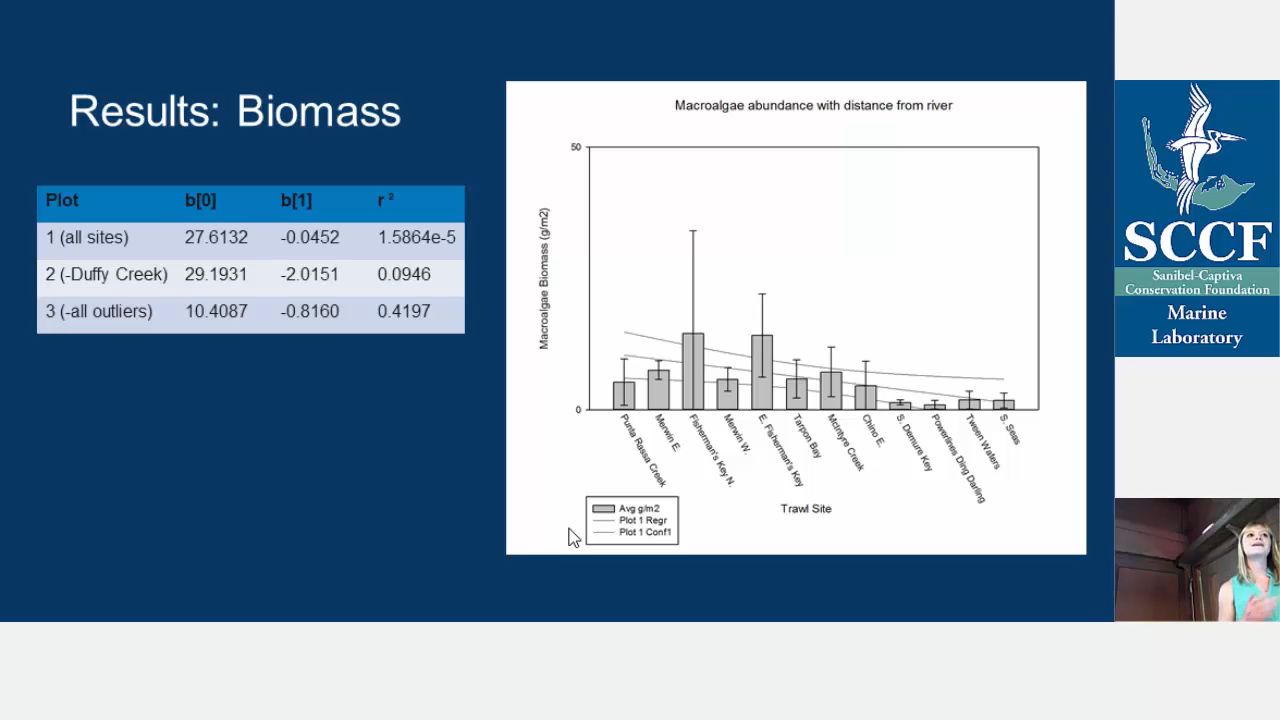 Results: Biomass
Plot b[0] b[1] r ²
1 (all sites) 27.6132 -0.0452 1.5864e-5
2 (-Duffy Creek) 29.1931 -2.0151 0.0946
3 (-all outliers) 10.4087 -0.8160 0.4197
Macroalgae abundance with distance from river
50
Macroalgae Biomass (g/m2)
0
Punta Rassa Creek
Merwin E.
Fisherman's Key N.
Merwin W.
E. Fisherman's Key
Tarpon Bay
McIntyre Creek
Chino E.
S. Demure Key
Powerlines Ding Darling
Tween Waters
S. Seas
Trawl Site
Avg g/m2
Plot 1 Regr
Plot 1 Conf1
SCCF
Sanibel-Captiva
Conservation Foundation
Marine
Laboratory